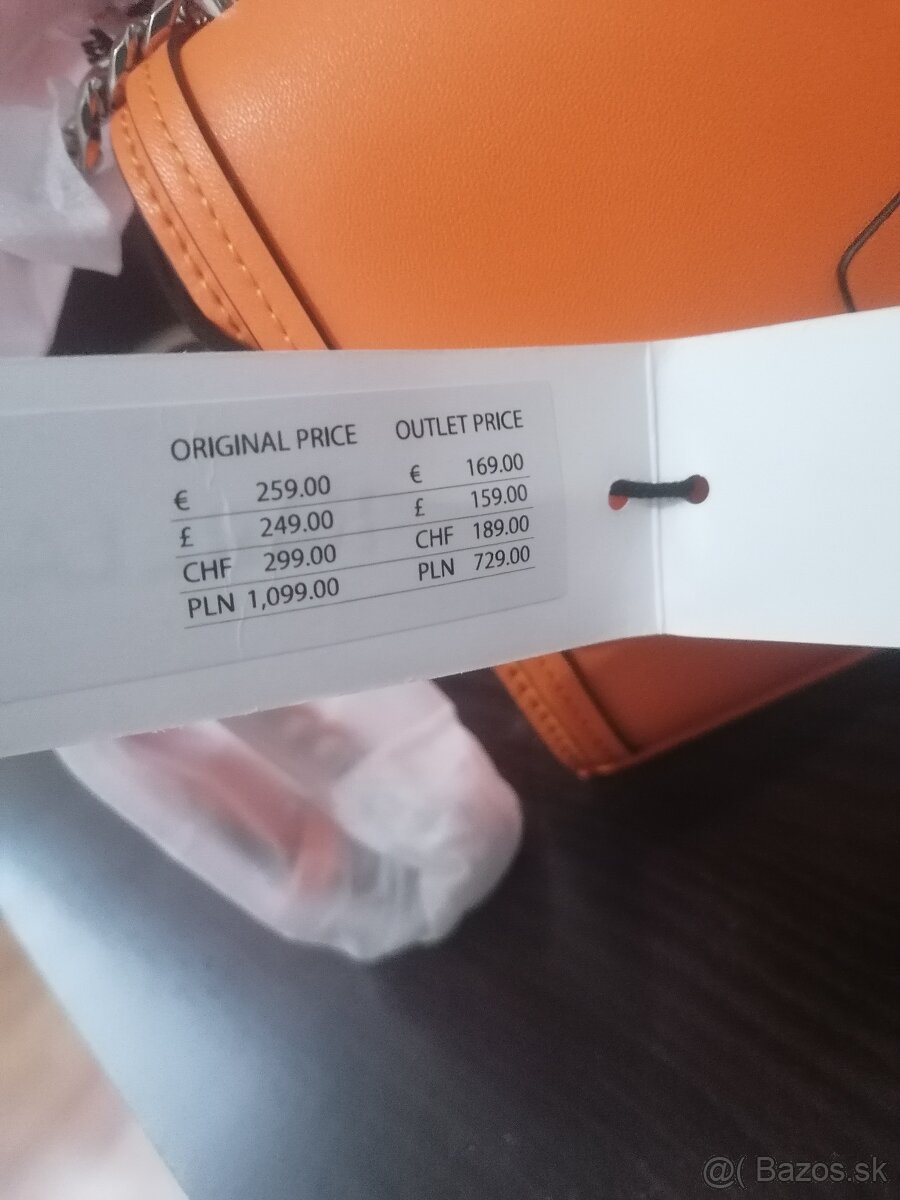 ORIGINAL PRICE OUTLET PRICE
€ 259.00 € 169.00
£ 249.00 £ 159.00
CHF 299.00 CHF 189.00
PLN 1,099.00 PLN 729.00
@( Bazos.sk